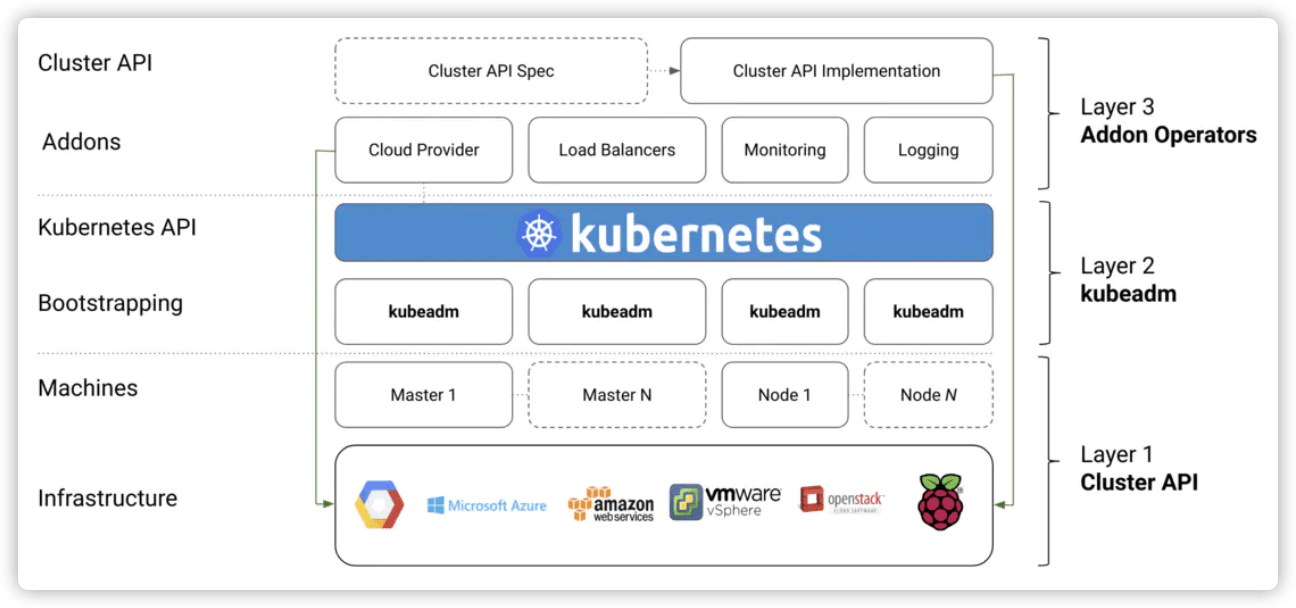 Cluster API
Cluster API Spec
Cluster API Implementation
Layer 3
Addon Operators
Addons
Cloud Provider
Load Balancers
Monitoring
Logging
Kubernetes API
kubernetes
Layer 2
kubeadm
Bootstrapping
kubeadm
kubeadm
kubeadm
kubeadm
Machines
Master 1
Master N
Node 1
Node N
Layer 1
Cluster API
Infrastructure
Microsoft Azure
amazon
webservices
vmware®
vSphere
openstack
CLOUD SOFTWARE
®